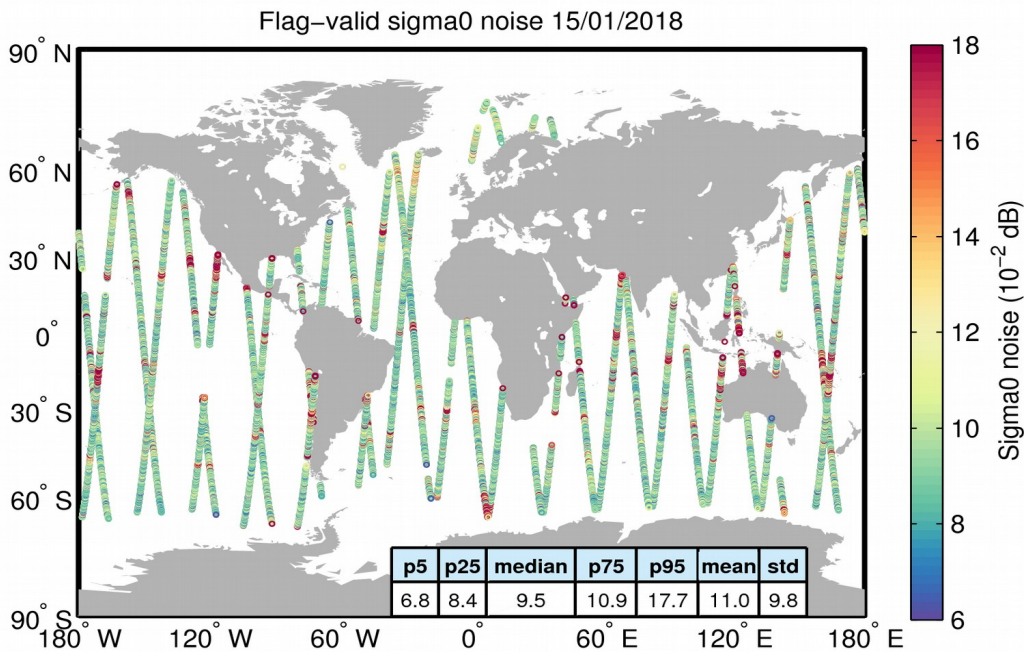 Flag−valid sigma0 noise 15/01/2018
90° N
60° N
30° N
0°
30° S
60° S
90° S
180° W
120° W
60° W
0°
60° E
120° E
180° E
p5 p25 median p75 p95 mean std
6.8 8.4 9.5 10.9 17.7 11.0 9.8
18
16
14
12
10
8
6
Sigma0 noise (10⁻² dB)